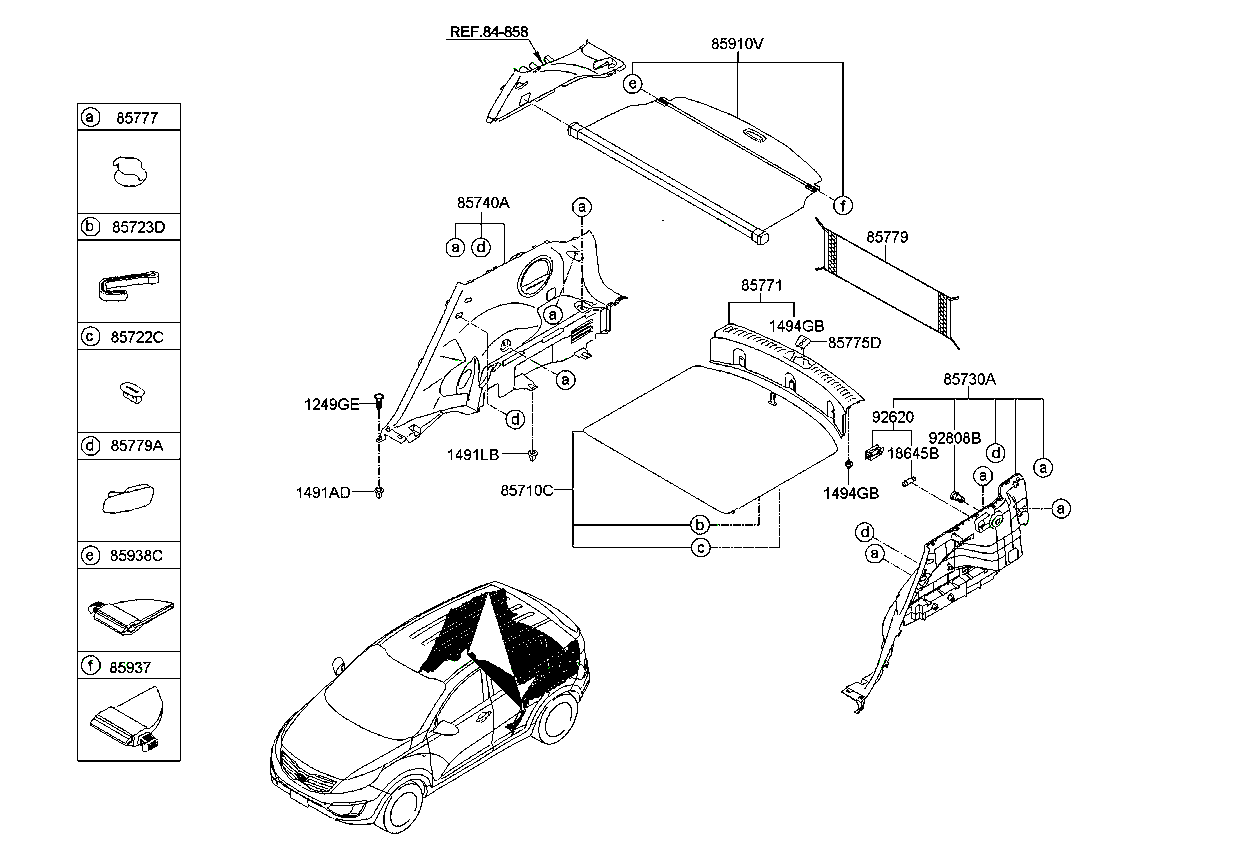 REF.84-858
85910V
e
f
a 85777
b 85723D
c 85722C
d 85779A
e 85938C
f 85937
85740A
a
a d
a
a
d
1249GE
1491LB
1491AD
85779
85771
1494GB
85775D
85730A
92620
92808B
18645B
d
a
a
a
1494GB
d
a
85710C
b
c